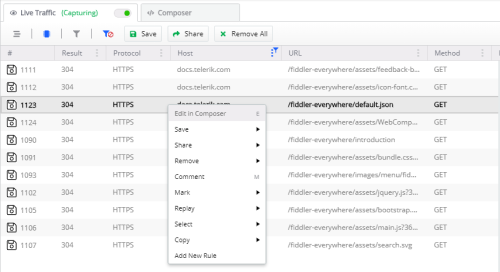 Live Traffic (Capturing) </> Composer
Save Share Remove All
# Result Protocol Host URL Method
1111 304 HTTPS docs.telerik.com /fiddler-everywhere/assets/feedback-b... GET
1112 304 HTTPS docs.telerik.com /fiddler-everywhere/assets/icon-font.c... GET
1123 304 HTTPS docs.telerik.com /fiddler-everywhere/default.json GET
1124 304 HTTPS /fiddler-everywhere/assets/WebComp... GET
1090 304 HTTPS /fiddler-everywhere/introduction GET
1091 304 HTTPS /fiddler-everywhere/assets/bundle.css... GET
1093 304 HTTPS /fiddler-everywhere/images/menu/fid... GET
1102 304 HTTPS /fiddler-everywhere/assets/jquery.js?3... GET
1105 304 HTTPS /fiddler-everywhere/assets/bootstrap.... GET
1106 304 HTTPS /fiddler-everywhere/assets/main.js?36... GET
1107 304 HTTPS /fiddler-everywhere/assets/search.svg GET
Edit in Composer E
Save
Share
Remove
Comment M
Mark
Replay
Select
Copy
Add New Rule